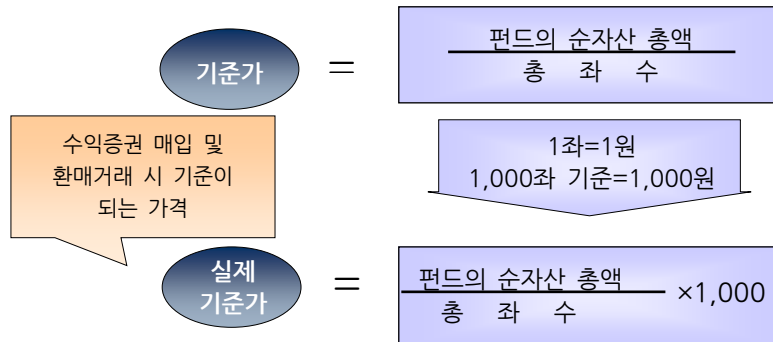 기준가
=
펀드의 순자산 총액
총 좌 수
수익증권 매입 및
환매거래 시 기준이
되는 가격
1좌=1원
1,000좌 기준=1,000원
실제
기준가
=
펀드의 순자산 총액
총 좌 수
×1,000